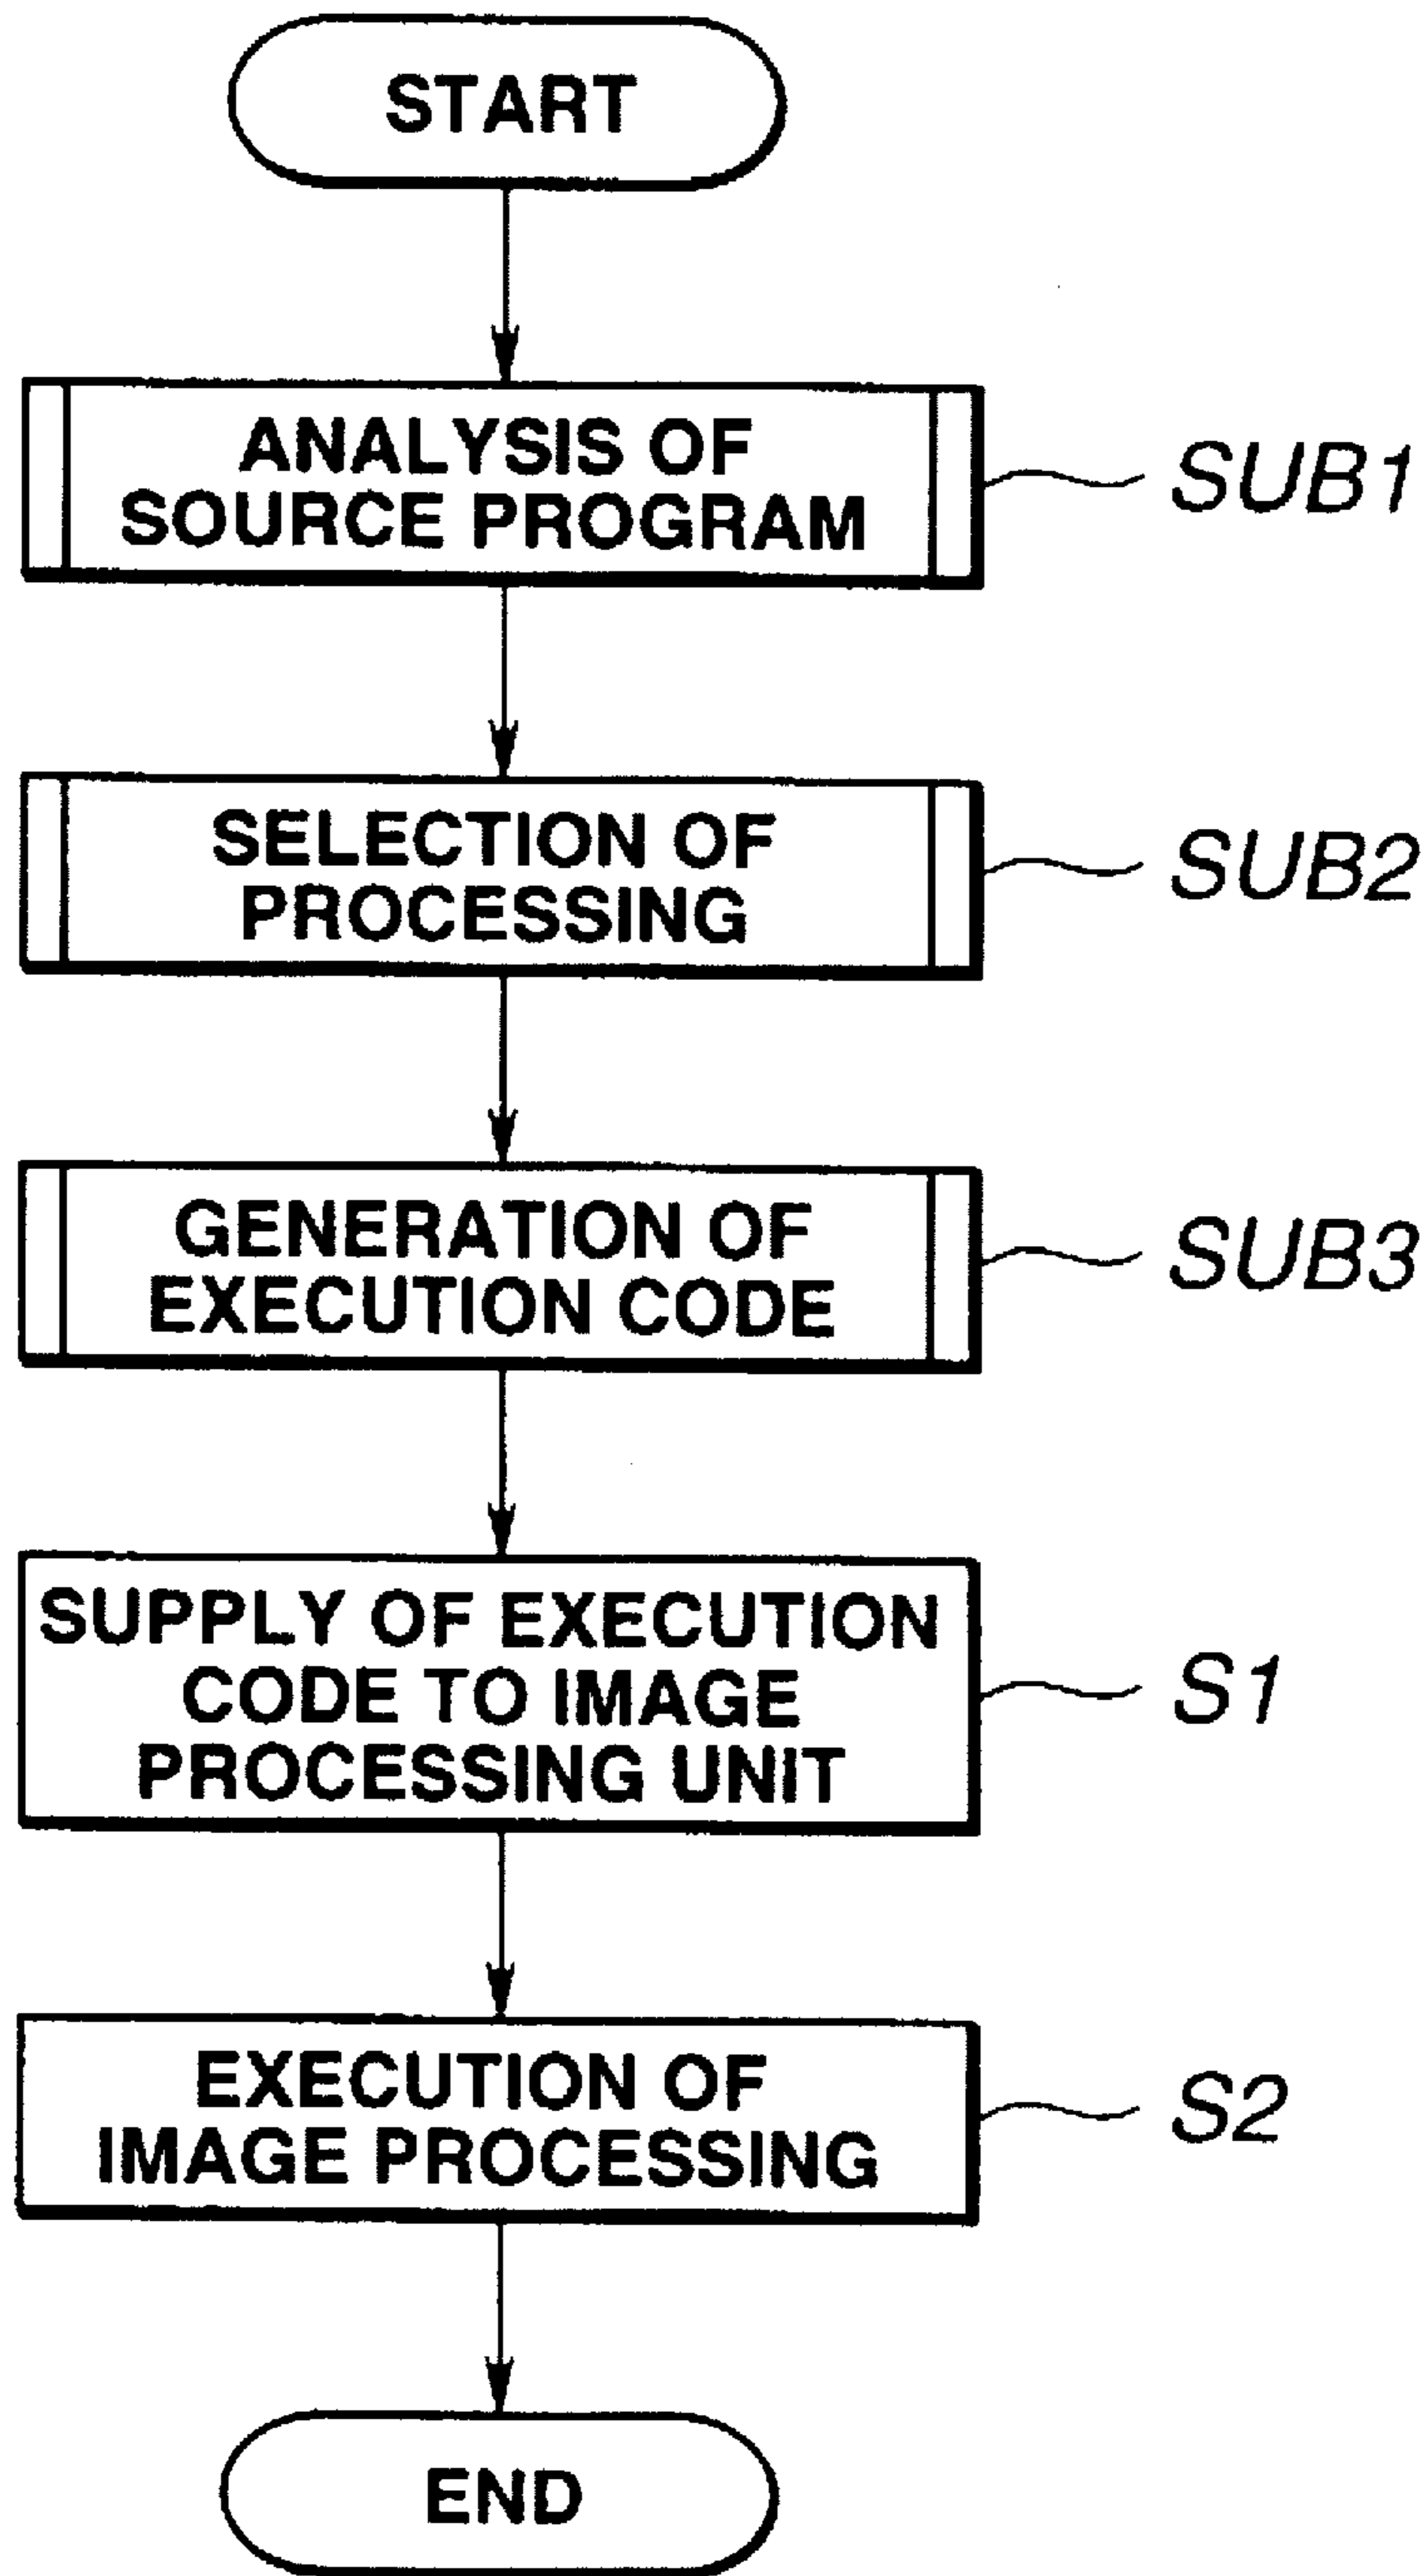 START
ANALYSIS OF
SOURCE PROGRAM
SUB1
SELECTION OF
PROCESSING
SUB2
GENERATION OF
EXECUTION CODE
SUB3
SUPPLY OF EXECUTION
CODE TO IMAGE
PROCESSING UNIT
S1
EXECUTION OF
IMAGE PROCESSING
S2
END